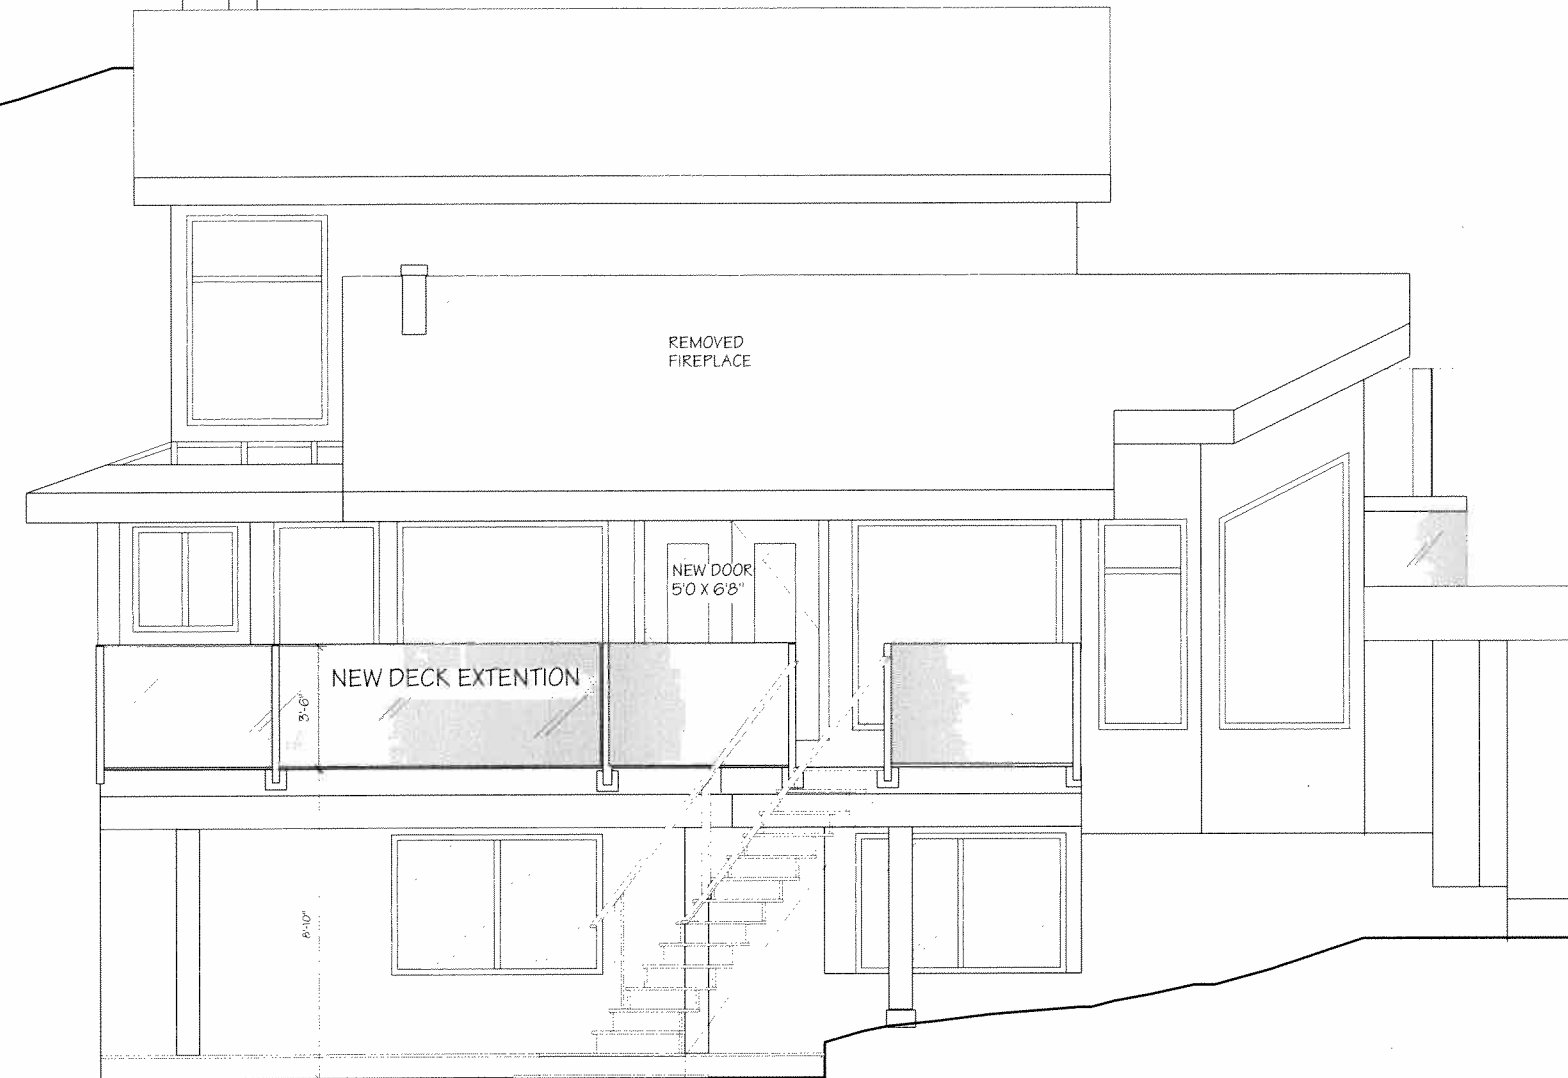 REMOVED
FIREPLACE
NEW DOOR
5'0 X 6'8"
NEW DECK EXTENTION
3'-6"
8'-10"